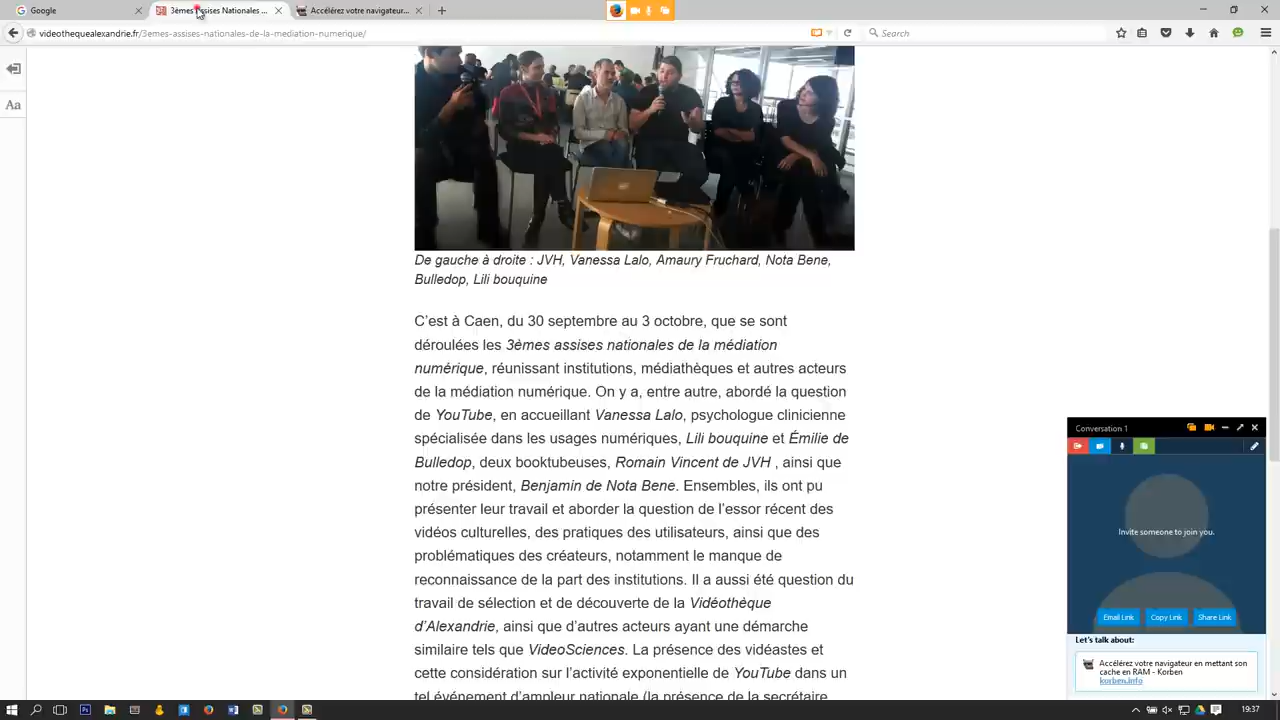 Google
3èmes Assises Nationales ...
Accélérez votre navigateur...
videothequealexandrie.fr/3emes-assises-nationales-de-la-mediation-numerique/
Search
Aa
De gauche à droite : JVH, Vanessa Lalo, Amaury Fruchard, Nota Bene,
Bulledop, Lili bouquine
C’est à Caen, du 30 septembre au 3 octobre, que se sont
déroulées les 3èmes assises nationales de la médiation
numérique, réunissant institutions, médiathèques et autres acteurs
de la médiation numérique. On y a, entre autre, abordé la question
de YouTube, en accueillant Vanessa Lalo, psychologue clinicienne
spécialisée dans les usages numériques, Lili bouquine et Émilie de
Bulledop, deux booktubeuses, Romain Vincent de JVH , ainsi que
notre président, Benjamin de Nota Bene. Ensembles, ils ont pu
présenter leur travail et aborder la question de l’essor récent des
vidéos culturelles, des pratiques des utilisateurs, ainsi que des
problématiques des créateurs, notamment le manque de
reconnaissance de la part des institutions. Il a aussi été question du
travail de sélection et de découverte de la Vidéothèque
d’Alexandrie, ainsi que d’autres acteurs ayant une démarche
similaire tels que VideoSciences. La présence des vidéastes et
cette considération sur l’activité exponentielle de YouTube dans un
tel événement d’ampleur nationale (la présence de la secrétaire
Conversation 1
Invite someone to join you.
Email Link
Copy Link
Share Link
Let's talk about:
Accélérez votre navigateur en mettant son
cache en RAM - Korben
korben.info
19:37